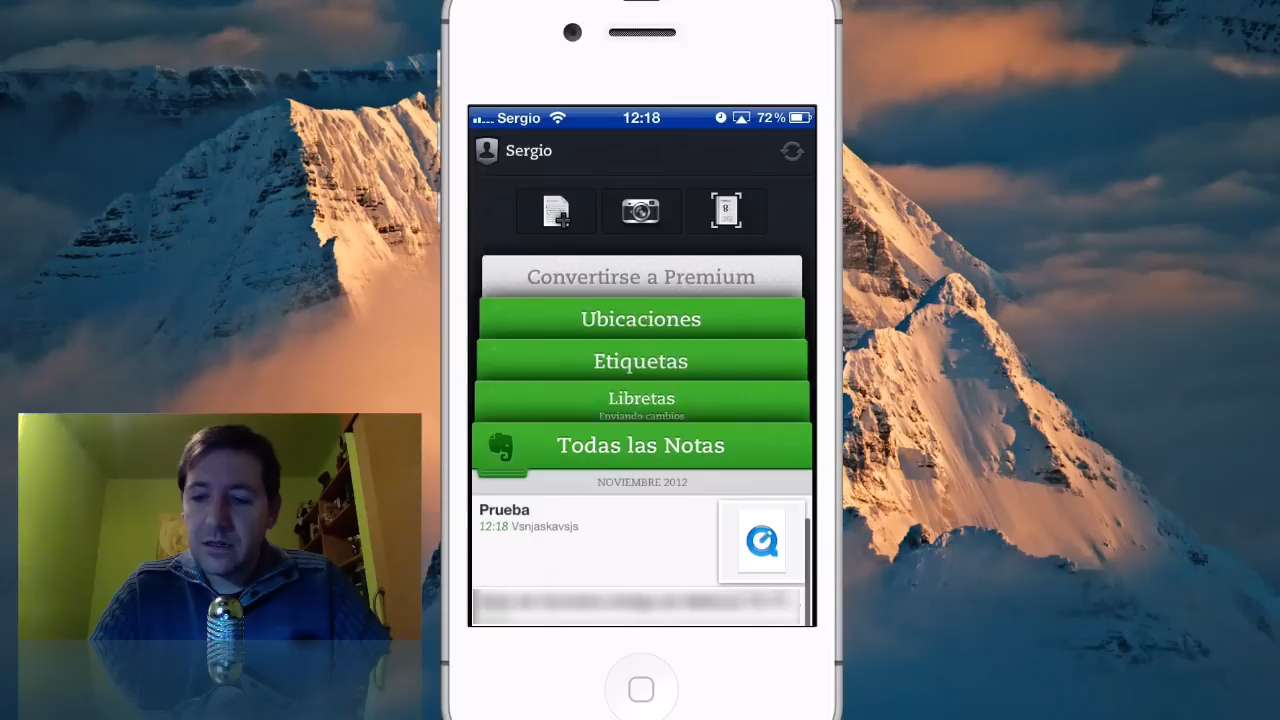 Sergio
12:18
72%
Sergio
8
Convertirse a Premium
Ubicaciones
Etiquetas
Libretas
Enviando cambios
Todas las Notas
NOVIEMBRE 2012
Prueba
12:18 Vsnjaskavsjs